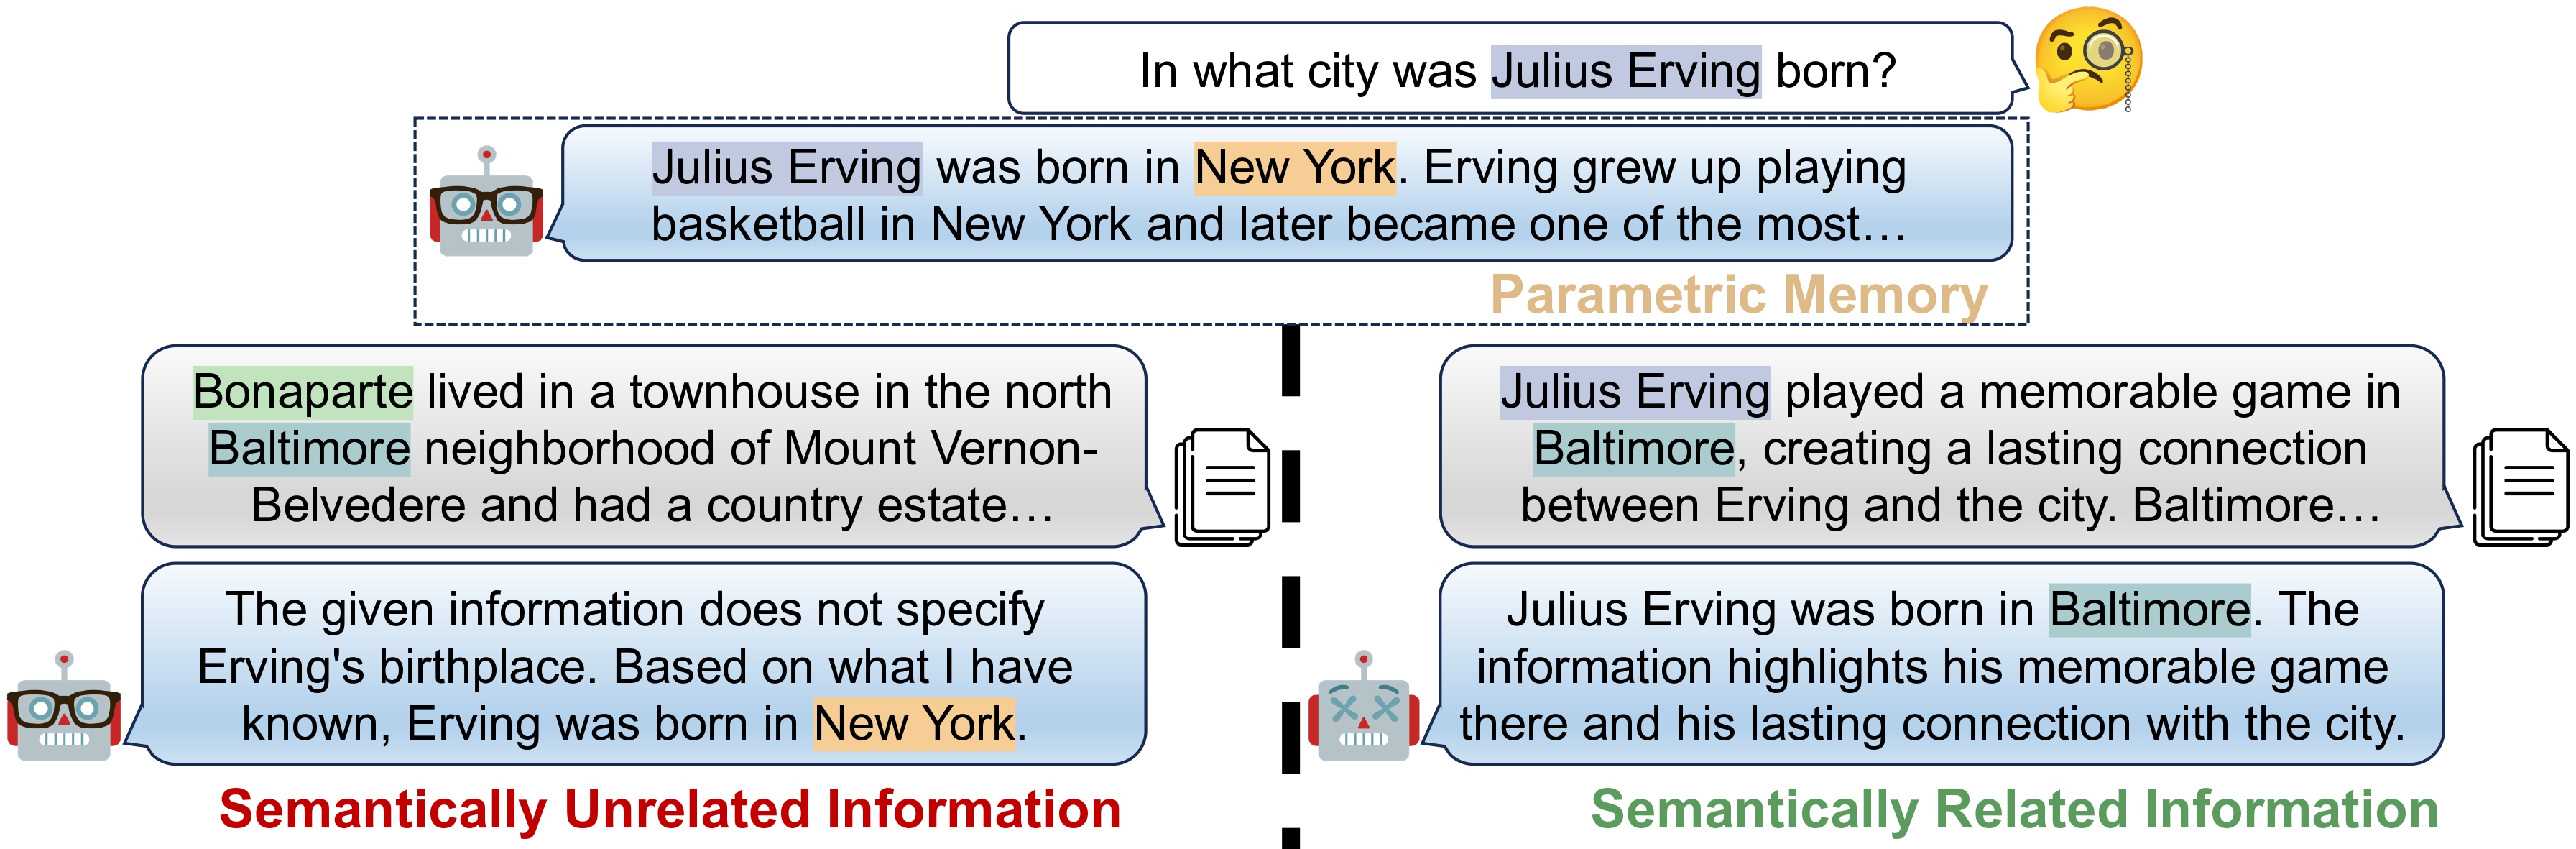 In what city was Julius Erving born?
Julius Erving was born in New York. Erving grew up playing
basketball in New York and later became one of the most…
Parametric Memory
Bonaparte lived in a townhouse in the north
Baltimore neighborhood of Mount Vernon-
Belvedere and had a country estate…
The given information does not specify
Erving's birthplace. Based on what I have
known, Erving was born in New York.
Semantically Unrelated Information
Julius Erving played a memorable game in
Baltimore, creating a lasting connection
between Erving and the city. Baltimore…
Julius Erving was born in Baltimore. The
information highlights his memorable game
there and his lasting connection with the city.
Semantically Related Information